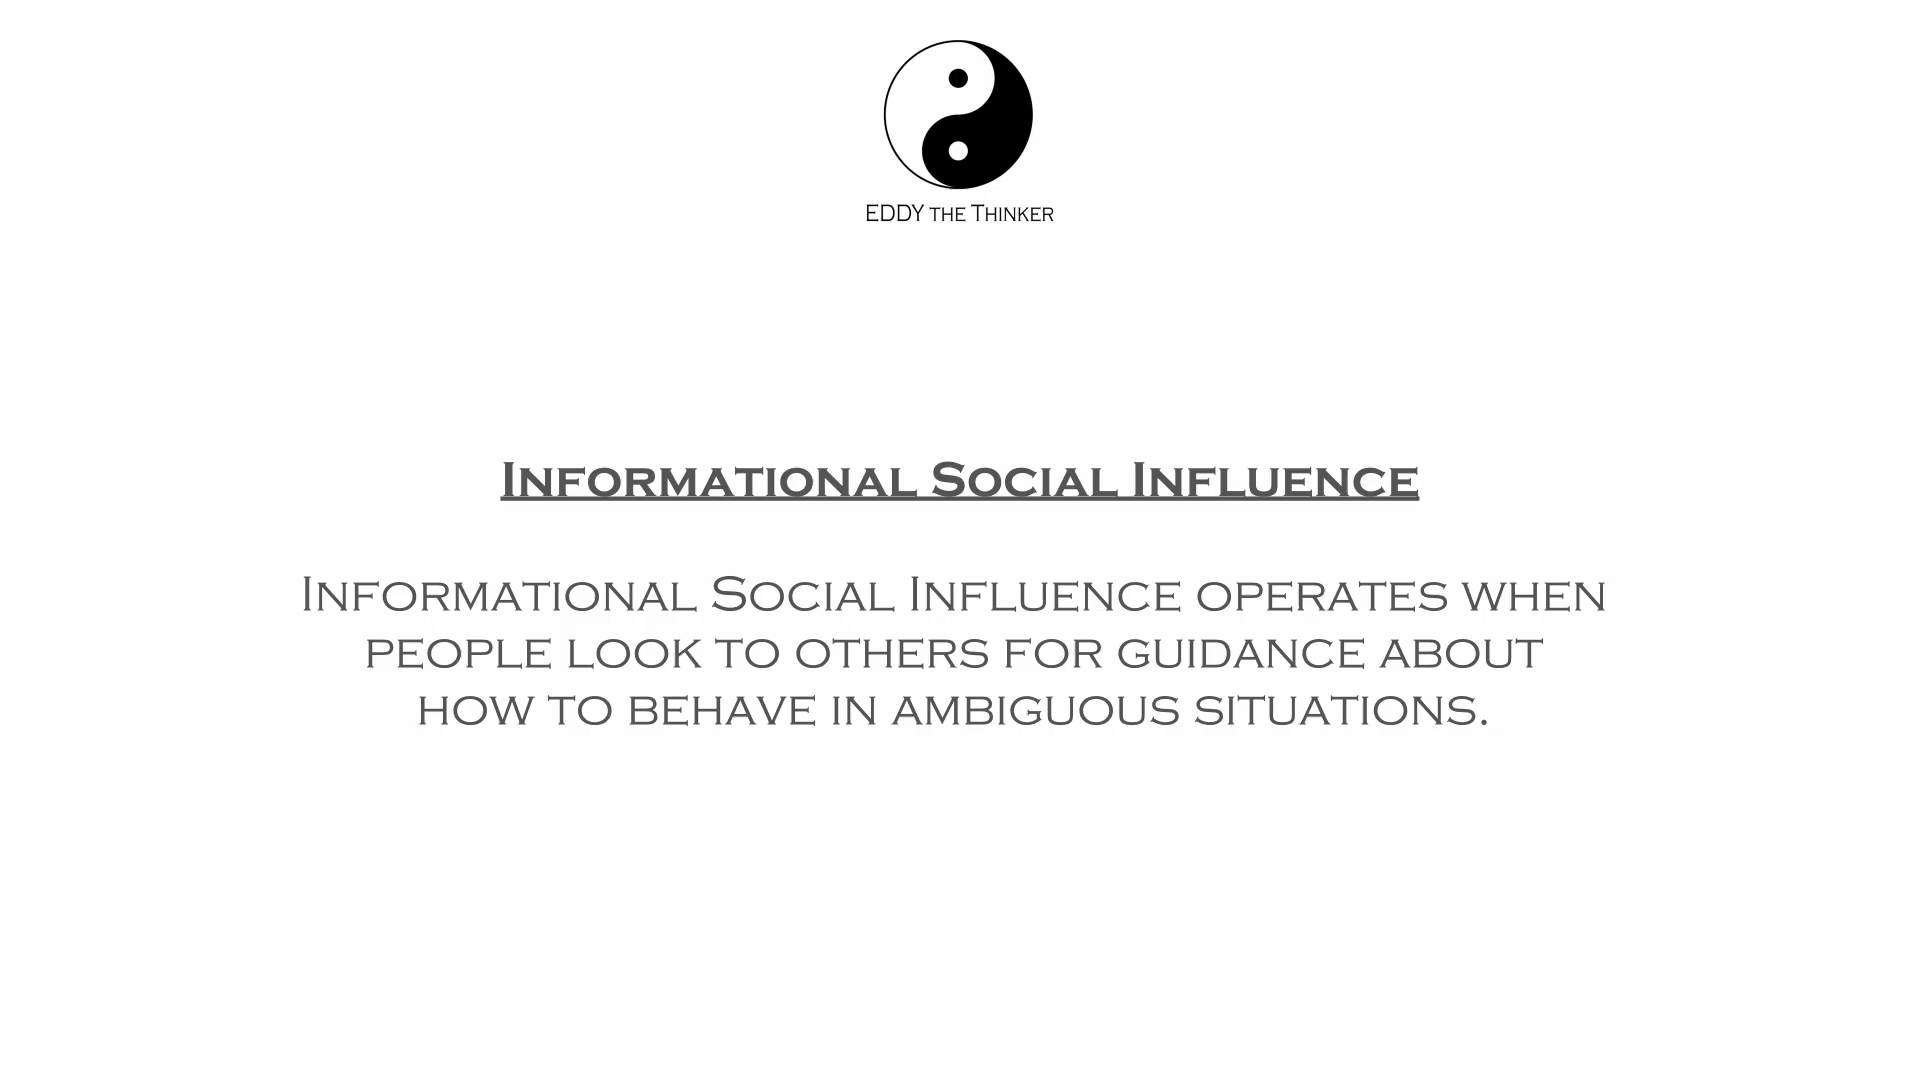 EDDY the Thinker
Informational Social Influence
Informational Social Influence operates when
people look to others for guidance about
how to behave in ambiguous situations.